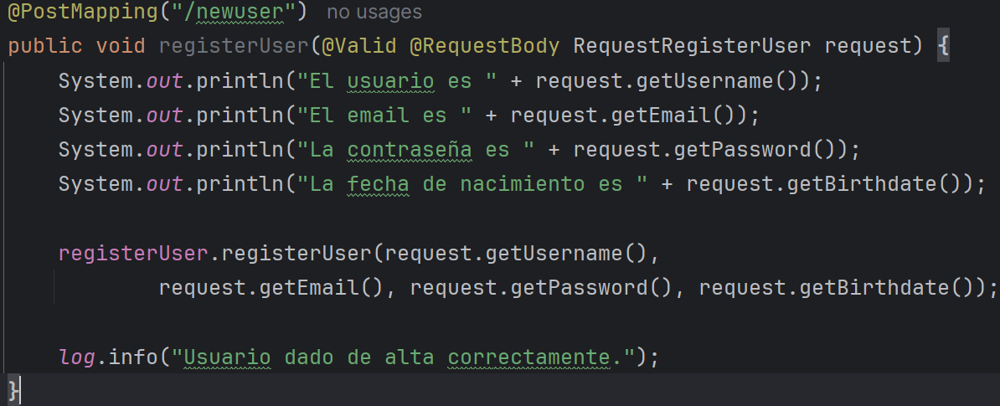 @PostMapping("/newuser") no usages
public void registerUser(@Valid @RequestBody RequestRegisterUser request) {
System.out.println("El usuario es " + request.getUsername());
System.out.println("El email es " + request.getEmail());
System.out.println("La contraseña es " + request.getPassword());
System.out.println("La fecha de nacimiento es " + request.getBirthdate());
registerUser.registerUser(request.getUsername(),
request.getEmail(), request.getPassword(), request.getBirthdate());
log.info("Usuario dado de alta correctamente.");
}